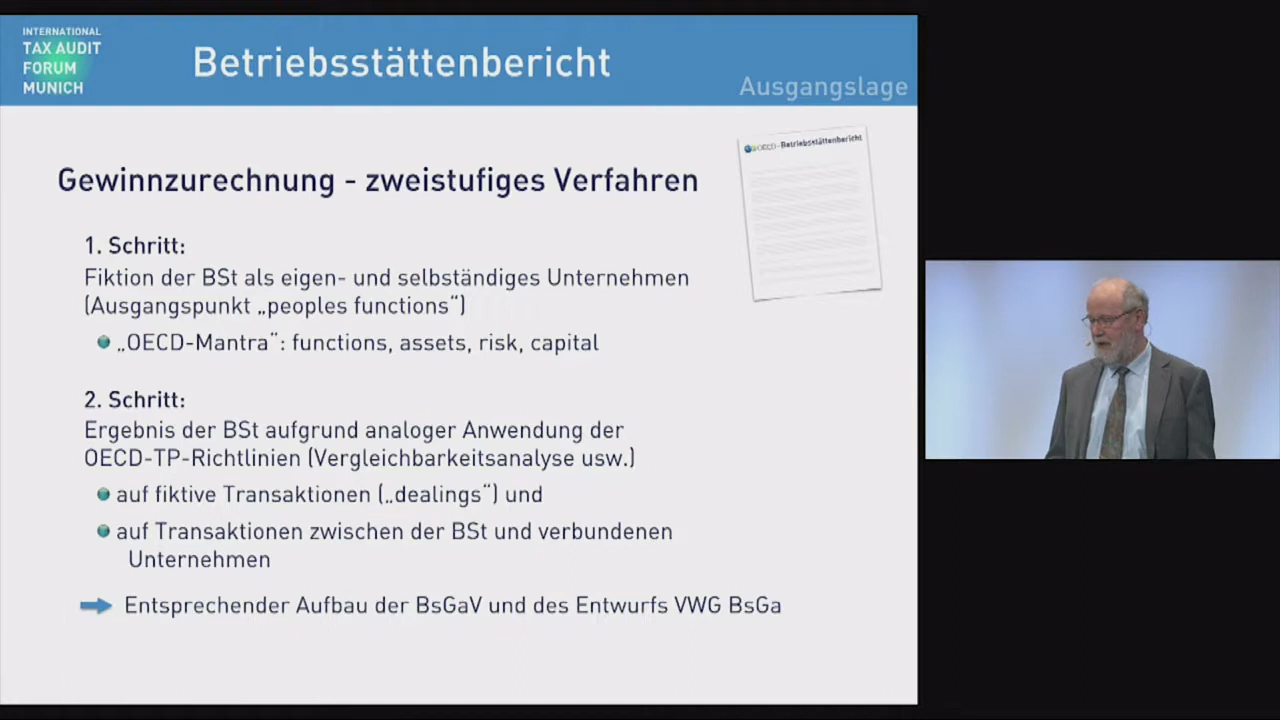 INTERNATIONAL
TAX AUDIT
FORUM
MUNICH
Betriebsstättenbericht
Ausgangslage
OECD-Betriebsstättenbericht
Gewinnzurechnung - zweistufiges Verfahren
1. Schritt:
Fiktion der BSt als eigen- und selbständiges Unternehmen
(Ausgangspunkt „peoples functions“)
„OECD-Mantra“: functions, assets, risk, capital
2. Schritt:
Ergebnis der BSt aufgrund analoger Anwendung der
OECD-TP-Richtlinien (Vergleichbarkeitsanalyse usw.)
auf fiktive Transaktionen („dealings“) und
auf Transaktionen zwischen der BSt und verbundenen
Unternehmen
Entsprechender Aufbau der BsGaV und des Entwurfs VWG BsGa